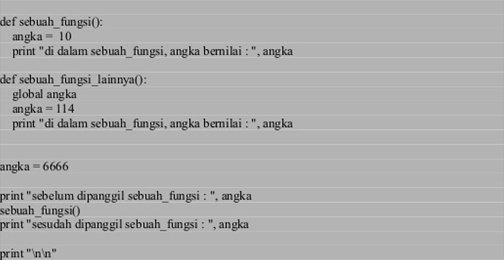 def sebuah_fungsi():
    angka = 10
    print "di dalam sebuah_fungsi, angka bernilai : ", angka
def sebuah_fungsi_lainnya():
    global angka
    angka = 114
    print "di dalam sebuah_fungsi, angka bernilai : ", angka
angka = 6666
print "sebelum dipanggil sebuah_fungsi : ", angka
sebuah_fungsi()
print "sesudah dipanggil sebuah_fungsi : ", angka
print "\n\n"